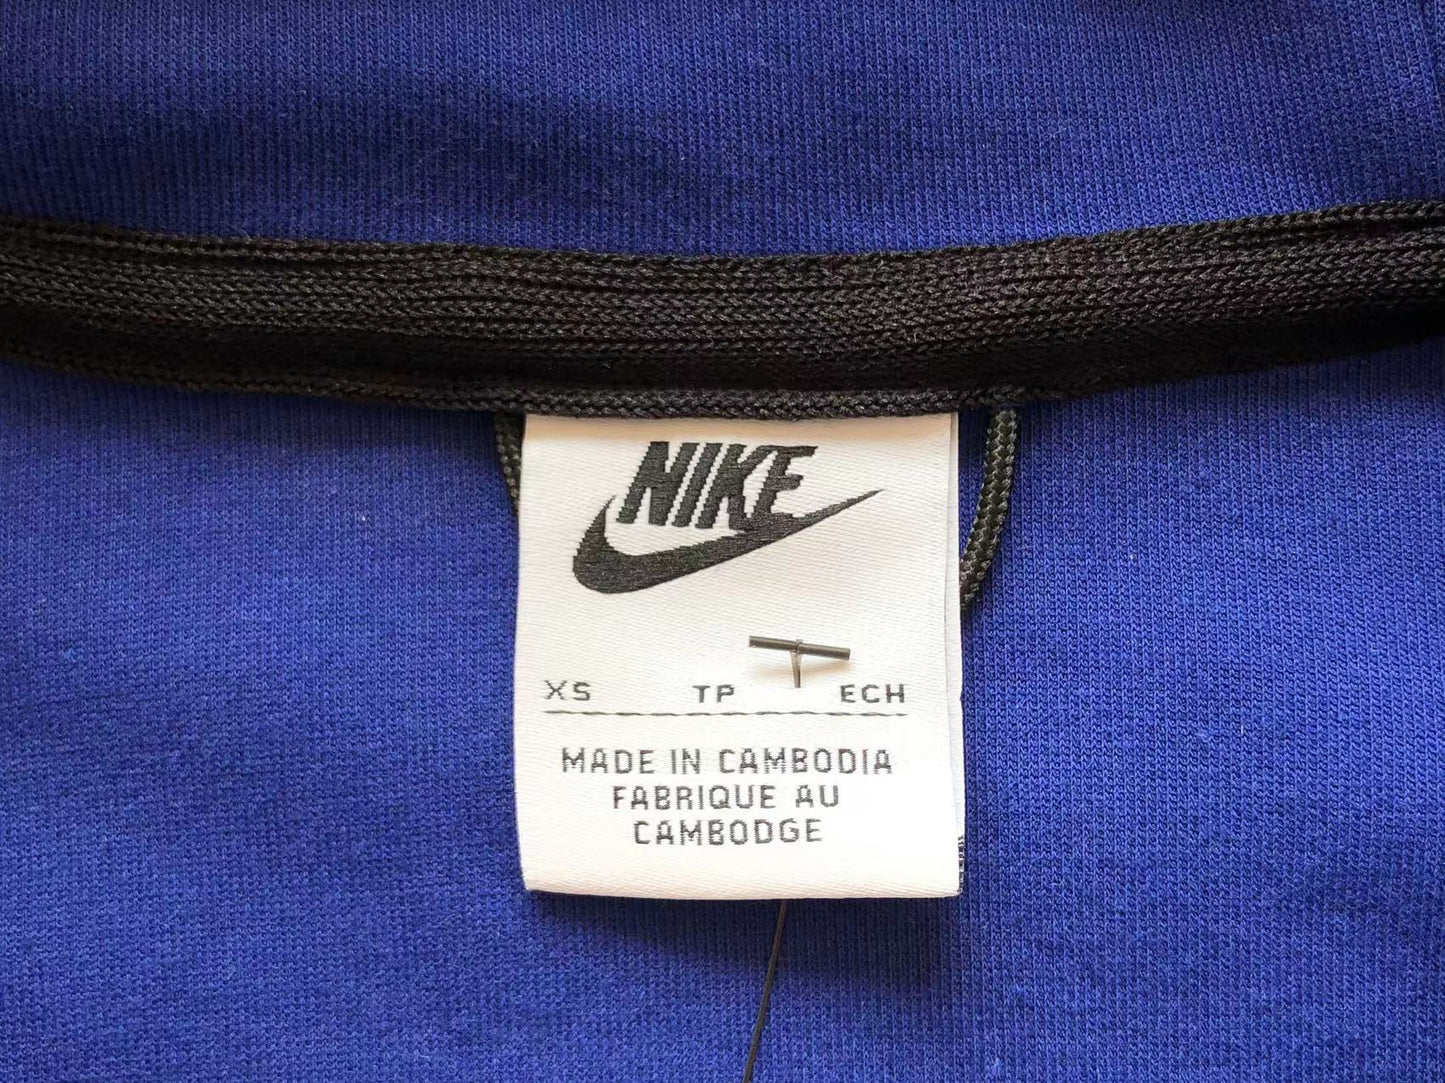 NIKE
XS TP ECH
MADE IN CAMBODIA
FABRIQUE AU
CAMBODGE